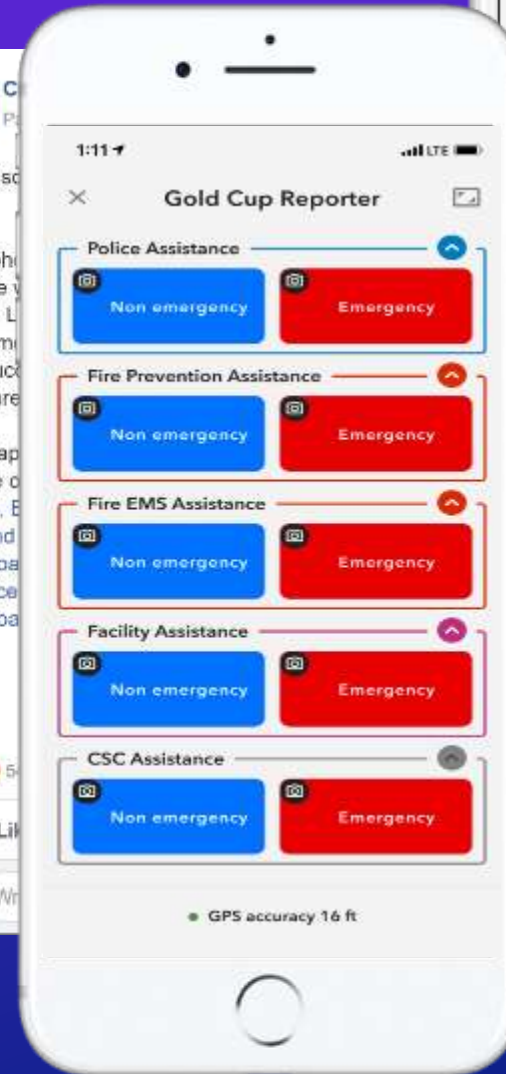 1:11 LTE
Gold Cup Reporter
Police Assistance
Non emergency Emergency
Fire Prevention Assistance
Non emergency Emergency
Fire EMS Assistance
Non emergency Emergency
Facility Assistance
Non emergency Emergency
CSC Assistance
Non emergency Emergency
GPS accuracy 16 ft